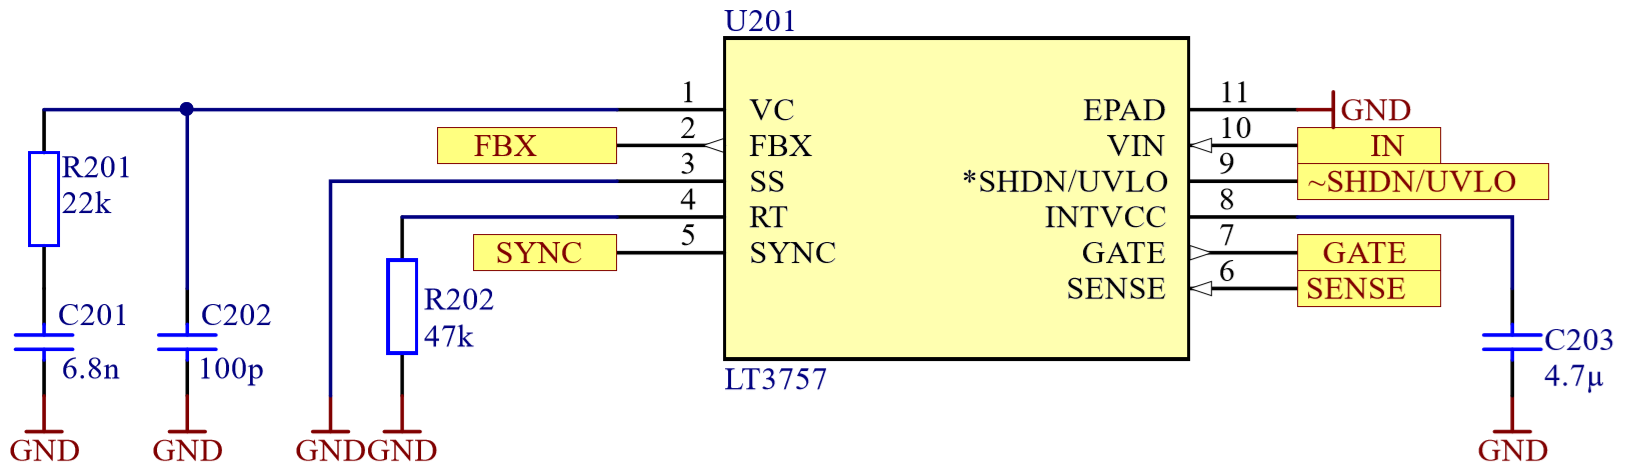 U201
1 VC EPAD 11 GND
FBX 2 FBX VIN 10 IN
3 SS *SHDN/UVLO 9 ~SHDN/UVLO
4 RT INTVCC 8
SYNC 5 SYNC GATE 7 GATE
SENSE 6 SENSE
R201
22k
R202
47k
C201
6.8n
C202
100p
C203
4.7µ
LT3757
GND GND GND GND GND